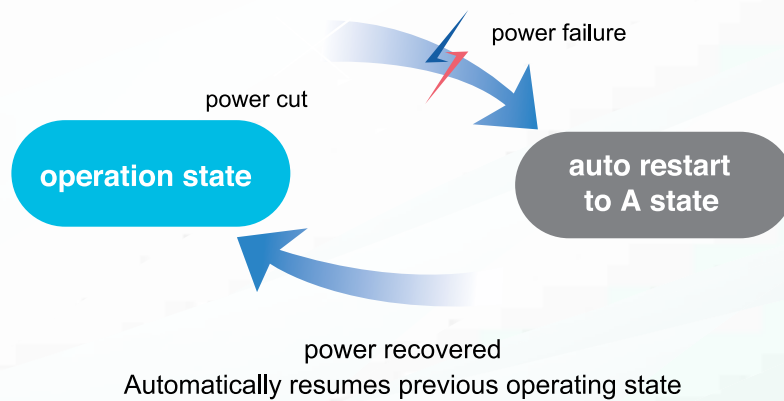 power failure
power cut
operation state
auto restart
to A state
power recovered
Automatically resumes previous operating state